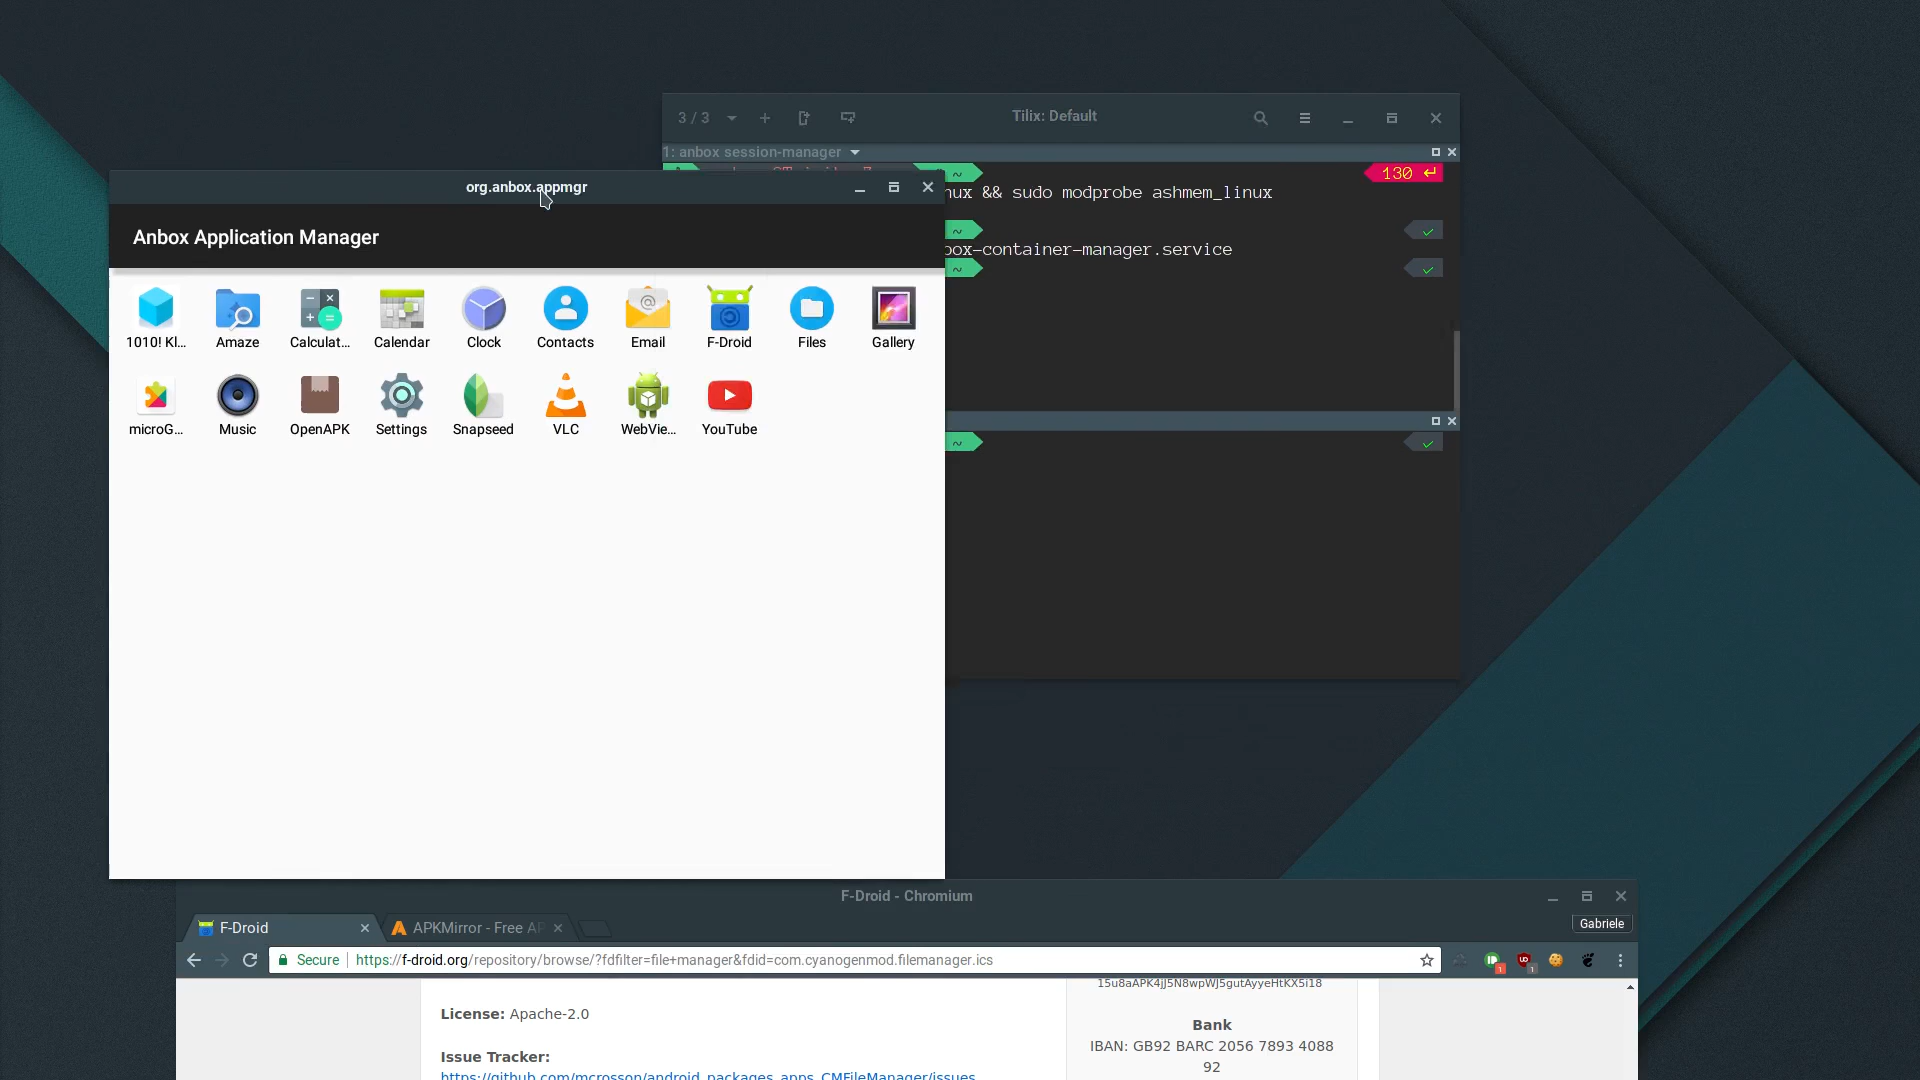 3 / 3
Tilix: Default
1: anbox session-manager
~
130
nux && sudo modprobe ashmem_linux
~
box-container-manager.service
~
~
org.anbox.appmgr
Anbox Application Manager
1010! Kl...
Amaze
Calculat...
Calendar
Clock
Contacts
Email
F-Droid
Files
Gallery
microG...
Music
OpenAPK
Settings
Snapseed
VLC
WebVie...
YouTube
F-Droid - Chromium
F-Droid
APKMirror - Free AP
Gabriele
Secure
https://f-droid.org/repository/browse/?fdfilter=file+manager&fdid=com.cyanogenmod.filemanager.ics
15u8aAPK4jJ5N8wpWJ5gutAyyeHtKX5i18
License: Apache-2.0
Bank
IBAN: GB92 BARC 2056 7893 4088
92
Issue Tracker:
https://github.com/mcrosson/android_packages_apps_CMFileManager/issues